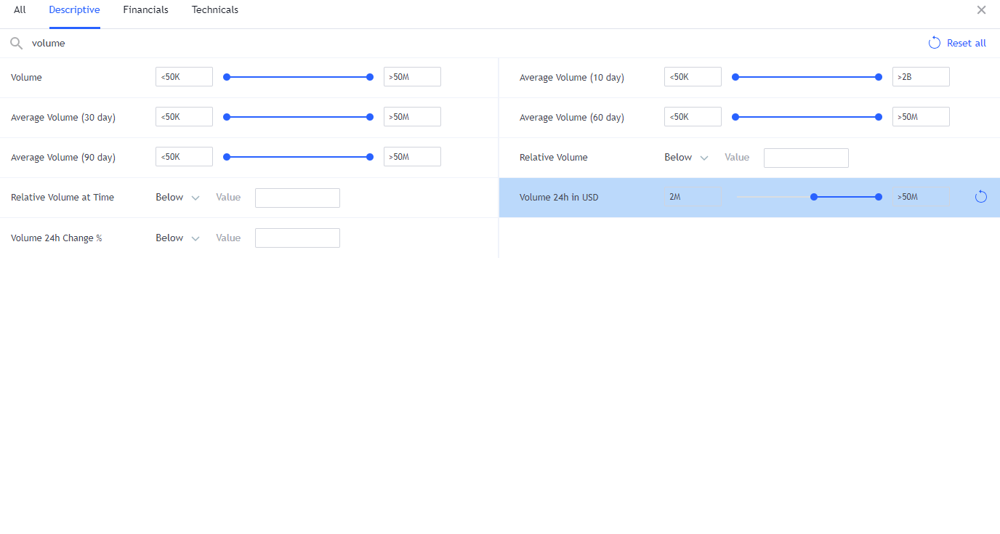 All Descriptive Financials Technicals
volume Reset all
Volume <50K >50M Average Volume (10 day) <50K >2B
Average Volume (30 day) <50K >50M Average Volume (60 day) <50K >50M
Average Volume (90 day) <50K >50M Relative Volume Below Value
Relative Volume at Time Below Value Volume 24h in USD 2M >50M
Volume 24h Change % Below Value